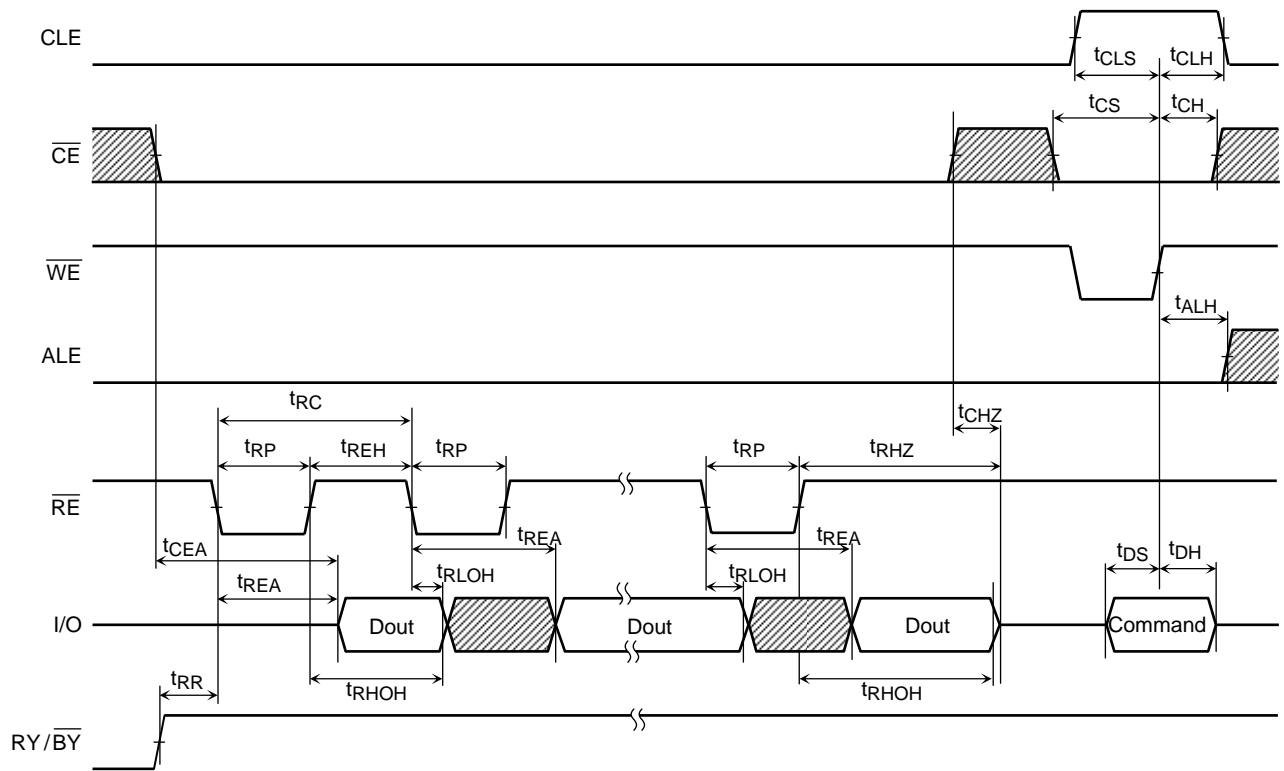 CLE
tCLS tCLH
tCS tCH
CE
WE
tALH
ALE
tRC
tCHZ
tRP tREH tRP tRP tRHZ
RE
tCEA tREA tREA tDS tDH
tREA tRLOH tRLOH
I/O Dout Dout Dout Command
tRR tRHOH tRHOH
RY/BY